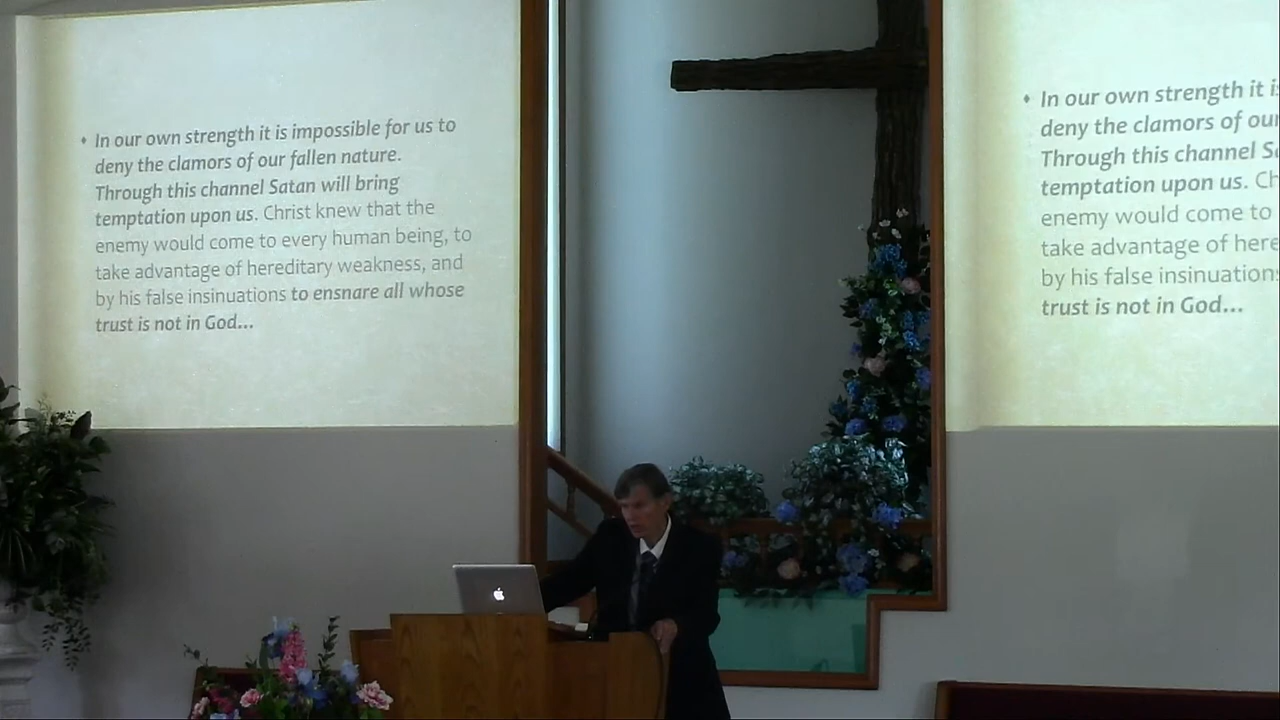 ♦ In our own strength it is impossible for us to
deny the clamors of our fallen nature.
Through this channel Satan will bring
temptation upon us. Christ knew that the
enemy would come to every human being, to
take advantage of hereditary weakness, and
by his false insinuations to ensnare all whose
trust is not in God...
♦ In our own strength it
deny the clamors of
Through this channel
temptation upon us.
enemy would come to
take advantage of
by his false
trust is not in God...